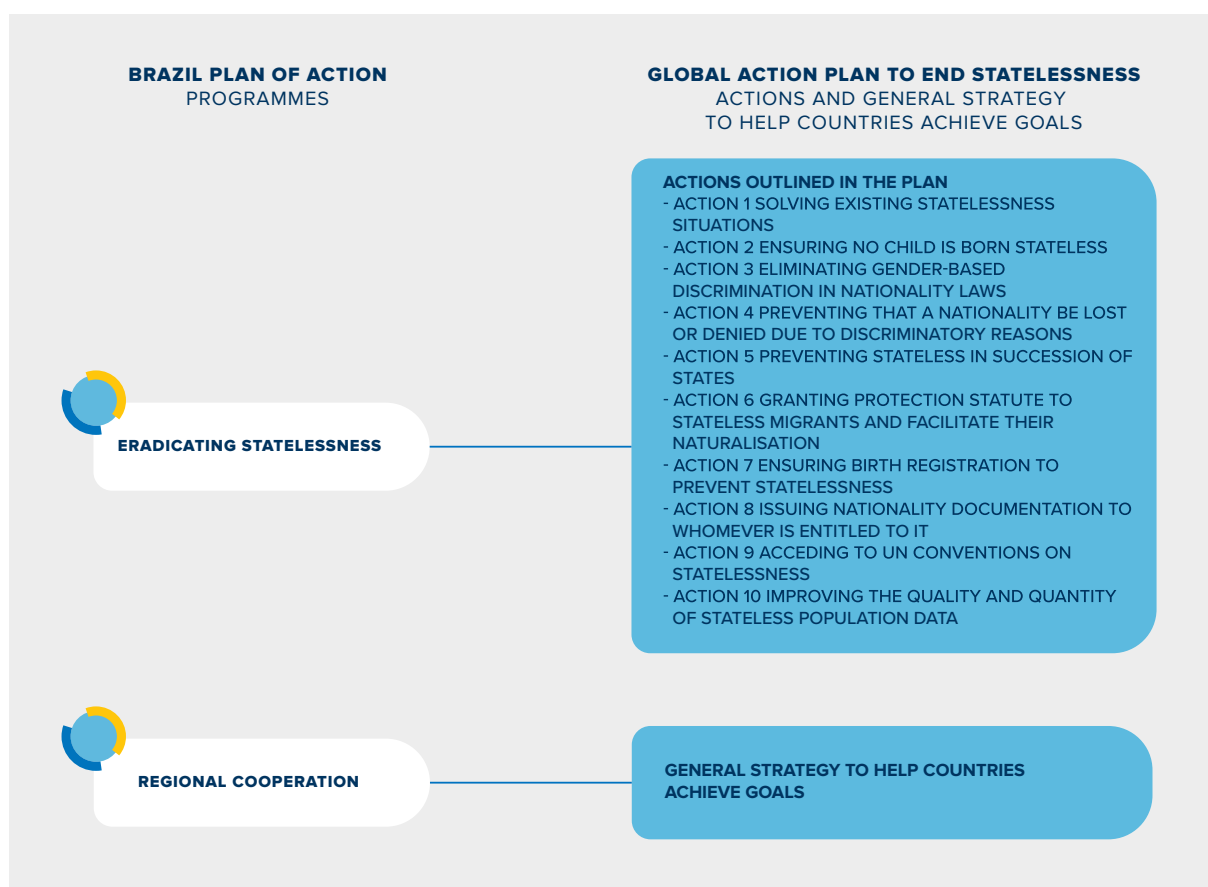 BRAZIL PLAN OF ACTION
PROGRAMMES
GLOBAL ACTION PLAN TO END STATELESSNESS
ACTIONS AND GENERAL STRATEGY
TO HELP COUNTRIES ACHIEVE GOALS
ERADICATING STATELESSNESS
ACTIONS OUTLINED IN THE PLAN
- ACTION 1 SOLVING EXISTING STATELESSNESS
SITUATIONS
- ACTION 2 ENSURING NO CHILD IS BORN STATELESS
- ACTION 3 ELIMINATING GENDER-BASED
DISCRIMINATION IN NATIONALITY LAWS
- ACTION 4 PREVENTING THAT A NATIONALITY BE LOST
OR DENIED DUE TO DISCRIMINATORY REASONS
- ACTION 5 PREVENTING STATELESS IN SUCCESSION OF
STATES
- ACTION 6 GRANTING PROTECTION STATUTE TO
STATELESS MIGRANTS AND FACILITATE THEIR
NATURALISATION
- ACTION 7 ENSURING BIRTH REGISTRATION TO
PREVENT STATELESSNESS
- ACTION 8 ISSUING NATIONALITY DOCUMENTATION TO
WHOMEVER IS ENTITLED TO IT
- ACTION 9 ACCEDING TO UN CONVENTIONS ON
STATELESSNESS
- ACTION 10 IMPROVING THE QUALITY AND QUANTITY
OF STATELESS POPULATION DATA
REGIONAL COOPERATION
GENERAL STRATEGY TO HELP COUNTRIES
ACHIEVE GOALS